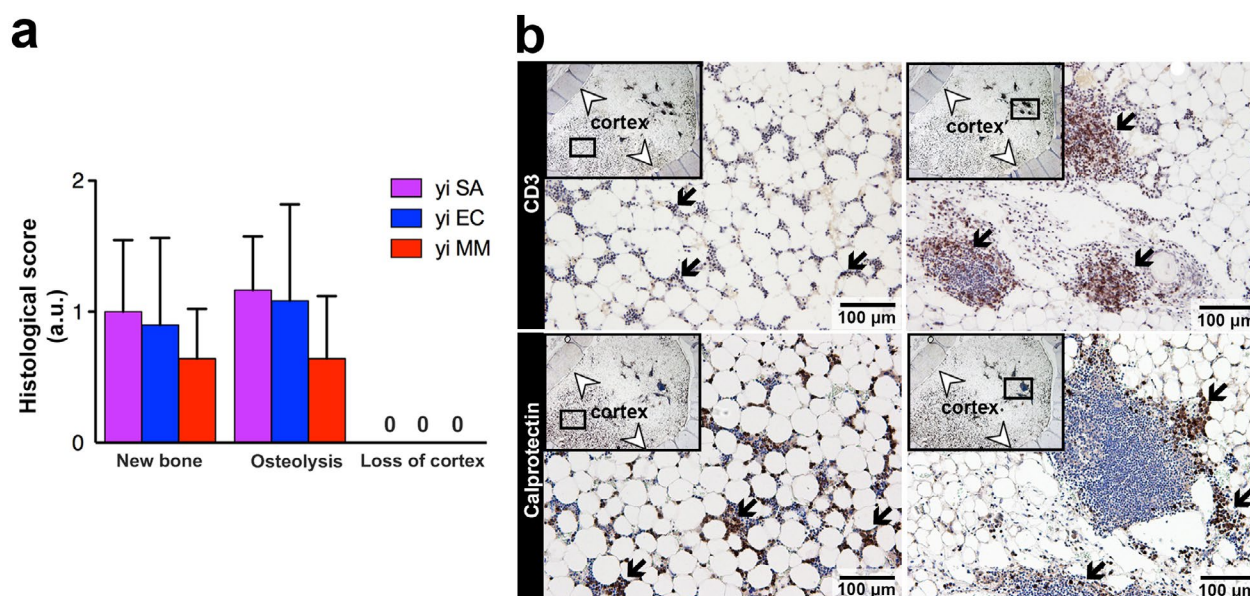 a
Histological score
(a.u.)
2
1
0
yi SA
yi EC
yi MM
0 0 0
New bone
Osteolysis
Loss of cortex
b
CD3
cortex
100 µm
cortex
100 µm
Calprotectin
cortex
100 µm
cortex
100 µm